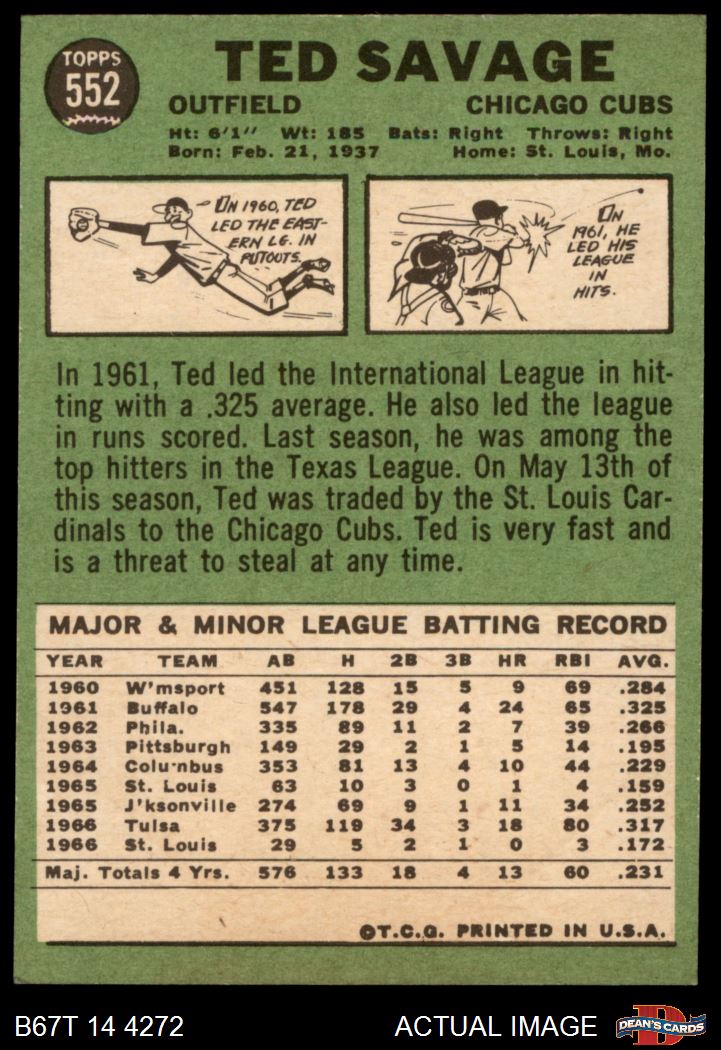 TOPPS
552
TED SAVAGE
OUTFIELD CHICAGO CUBS
Ht: 6'1" Wt: 185 Bats: Right Throws: Right
Born: Feb. 21, 1937 Home: St. Louis, Mo.
IN 1960, TED
LED THE EAST-
ERN LG. IN
PUTOUTS.
IN
1961, HE
LED HIS
LEAGUE
IN
HITS.
In 1961, Ted led the International League in hit-
ting with a .325 average. He also led the league
in runs scored. Last season, he was among the
top hitters in the Texas League. On May 13th of
this season, Ted was traded by the St. Louis Car-
dinals to the Chicago Cubs. Ted is very fast and
is a threat to steal at any time.
MAJOR & MINOR LEAGUE BATTING RECORD
YEAR TEAM AB H 2B 3B HR RBI AVG.
1960 W'msport 451 128 15 5 9 69 .284
1961 Buffalo 547 178 29 4 24 65 .325
1962 Phila. 335 89 11 2 7 39 .266
1963 Pittsburgh 149 29 2 1 5 14 .195
1964 Columbus 353 81 13 4 10 44 .229
1965 St. Louis 63 10 3 0 1 4 .159
1965 J'ksonville 274 69 9 1 11 34 .252
1966 Tulsa 375 119 34 3 18 80 .317
1966 St. Louis 29 5 2 1 0 3 .172
Maj. Totals 4 Yrs. 576 133 18 4 13 60 .231
©T.C.G. PRINTED IN U.S.A.
B67T 14 4272 ACTUAL IMAGE
DEAN'S CARDS